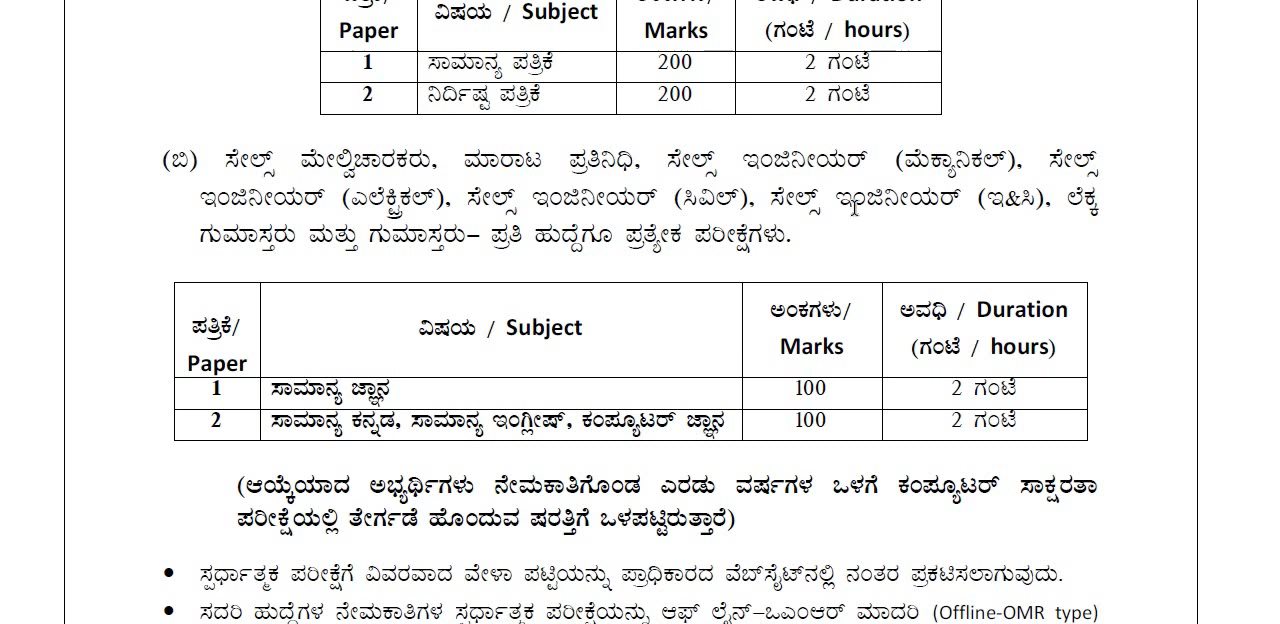 ವಿಷಯ / Subject
Paper Marks (ಗಂಟೆ / hours)
1 ಸಾಮಾನ್ಯ ಪತ್ರಿಕೆ 200 2 ಗಂಟೆ
2 ನಿರ್ದಿಷ್ಟ ಪತ್ರಿಕೆ 200 2 ಗಂಟೆ
(ಬಿ) ಸೇಲ್ಸ್ ಮೇಲ್ವಿಚಾರಕರು, ಮಾರಾಟ ಪ್ರತಿನಿಧಿ, ಸೇಲ್ಸ್ ಇಂಜಿನೀಯರ್ (ಮೆಕ್ಯಾನಿಕಲ್), ಸೇಲ್ಸ್
ಇಂಜಿನೀಯರ್ (ಎಲೆಕ್ಟ್ರಿಕಲ್), ಸೇಲ್ಸ್ ಇಂಜಿನೀಯರ್ (ಸಿವಿಲ್), ಸೇಲ್ಸ್ ಇಂಜಿನೀಯರ್ (ಇ&ಸಿ), ಲೆಕ್ಕ
ಗುಮಾಸ್ತರು ಮತ್ತು ಗುಮಾಸ್ತರು– ಪ್ರತಿ ಹುದ್ದೆಗೂ ಪ್ರತ್ಯೇಕ ಪರೀಕ್ಷೆಗಳು.
ಪತ್ರಿಕೆ/ Paper ವಿಷಯ / Subject ಅಂಕಗಳು/ Marks ಅವಧಿ / Duration (ಗಂಟೆ / hours)
1 ಸಾಮಾನ್ಯ ಜ್ಞಾನ 100 2 ಗಂಟೆ
2 ಸಾಮಾನ್ಯ ಕನ್ನಡ, ಸಾಮಾನ್ಯ ಇಂಗ್ಲೀಷ್, ಕಂಪ್ಯೂಟರ್ ಜ್ಞಾನ 100 2 ಗಂಟೆ
(ಆಯ್ಕೆಯಾದ ಅಭ್ಯರ್ಥಿಗಳು ನೇಮಕಾತಿಗೊಂಡ ಎರಡು ವರ್ಷಗಳ ಒಳಗೆ ಕಂಪ್ಯೂಟರ್ ಸಾಕ್ಷರತಾ
ಪರೀಕ್ಷೆಯಲ್ಲಿ ತೇರ್ಗಡೆ ಹೊಂದುವ ಷರತ್ತಿಗೆ ಒಳಪಟ್ಟಿರುತ್ತಾರೆ)
• ಸ್ಪರ್ಧಾತ್ಮಕ ಪರೀಕ್ಷೆಗೆ ವಿವರವಾದ ವೇಳಾ ಪಟ್ಟಿಯನ್ನು ಪ್ರಾಧಿಕಾರದ ವೆಬ್‌ಸೈಟ್‌ನಲ್ಲಿ ನಂತರ ಪ್ರಕಟಿಸಲಾಗುವುದು.
• ಸದರಿ ಹುದ್ದೆಗಳ ನೇಮಕಾತಿಗಳ ಸ್ಪರ್ಧಾತ್ಮಕ ಪರೀಕ್ಷೆಯನ್ನು ಆಫ್ ಲೈನ್–ಒಎಂಆರ್ ಮಾದರಿ (Offline-OMR type)